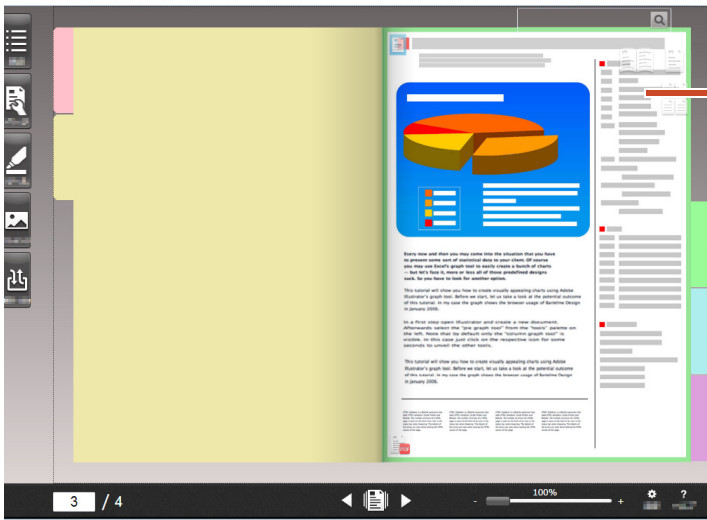 Every now and then you may come into the situation that you have
to present some sort of statistical data to your client. Of course
you may use Excel's graph tool to easily create a bunch of charts
— but let's face it, more or less all of those predefined designs
suck. So you have to look for another option.
This tutorial will show you how to create visually appealing charts using Adobe
Illustrator's graph tool. Before we start, let us take a look at the potential outcome
of this tutorial. In my case the graph shows the browser usage of Barteline Design
in January 2008.
In a first step open Illustrator and create a new document.
Afterwards select the "pie graph tool" from the "tools" palette on
the left. Note that by default only the "column graph tool" is
visible. In this case just click on the respective icon for some
seconds to unveil the other tools.
This tutorial will show you how to create visually appealing charts using Adobe
Illustrator's graph tool. Before we start, let us take a look at the potential outcome
of this tutorial. In my case the graph shows the browser usage of Barteline Design
in January 2008.
3 / 4
100%
- +
?